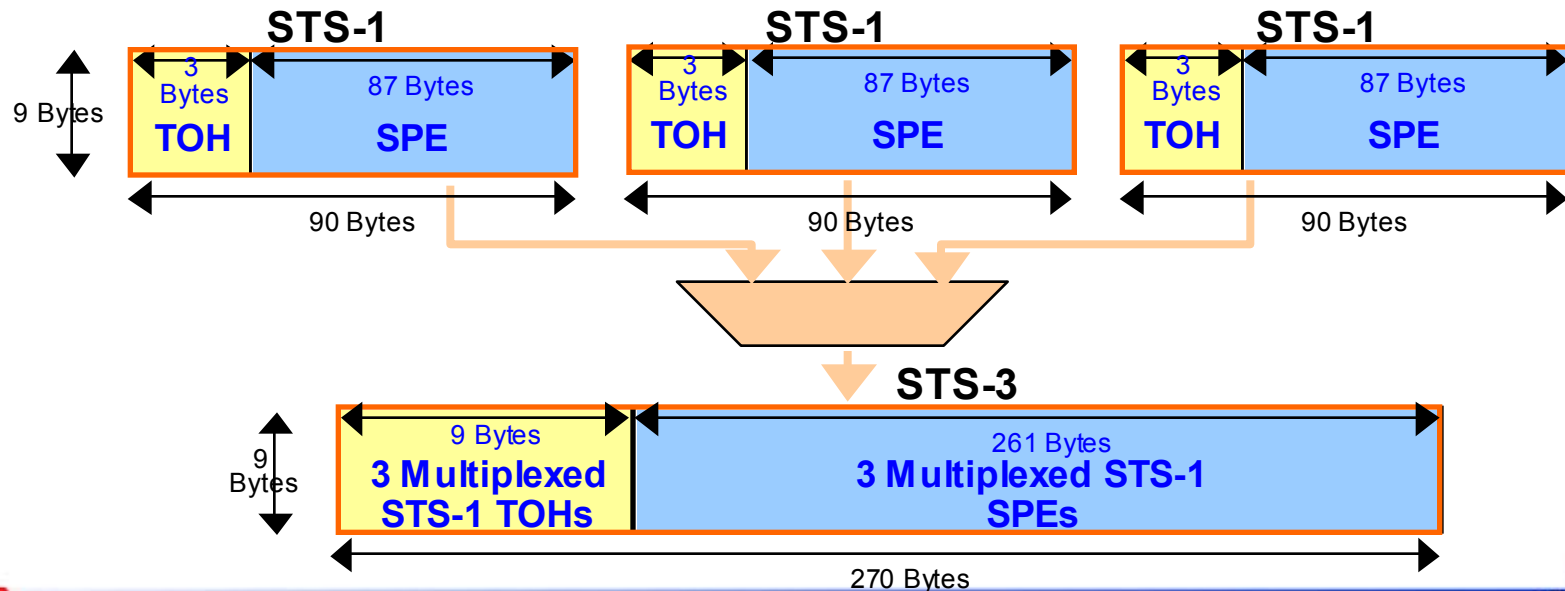 STS-1
STS-1
STS-1
9 Bytes
3
Bytes
TOH
87 Bytes
SPE
90 Bytes
3
Bytes
TOH
87 Bytes
SPE
90 Bytes
3
Bytes
TOH
87 Bytes
SPE
90 Bytes
STS-3
9
Bytes
9 Bytes
3 Multiplexed
STS-1 TOHs
261 Bytes
3 Multiplexed STS-1
SPEs
270 Bytes